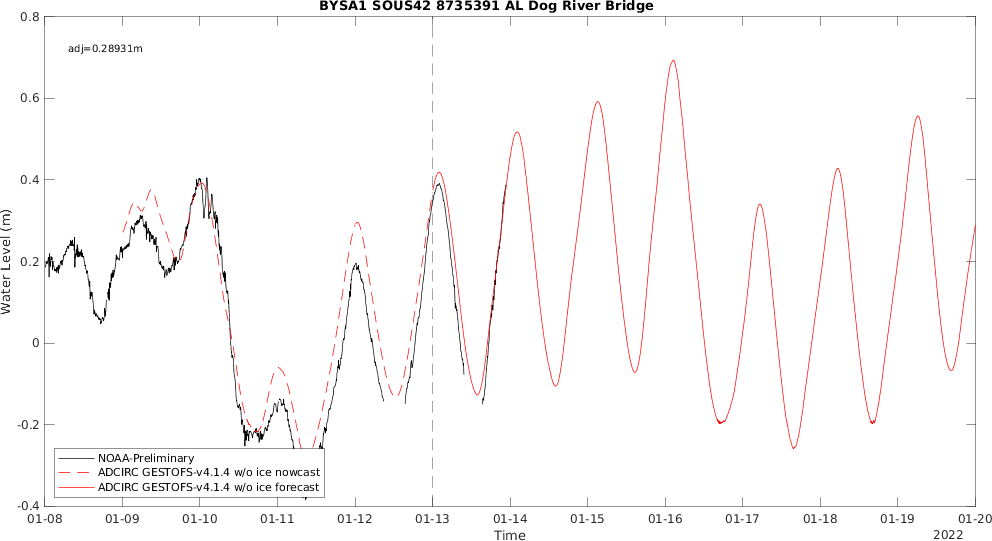 BYSA1 SOUS42 8735391 AL Dog River Bridge
adj=0.28931m
Water Level (m)
0.8
0.6
0.4
0.2
0
-0.2
-0.4
NOAA-Preliminary
ADCIRC GESTOFS-v4.1.4 w/o ice nowcast
ADCIRC GESTOFS-v4.1.4 w/o ice forecast
01-08 01-09 01-10 01-11 01-12 01-13 01-14 01-15 01-16 01-17 01-18 01-19 01-20
Time
2022